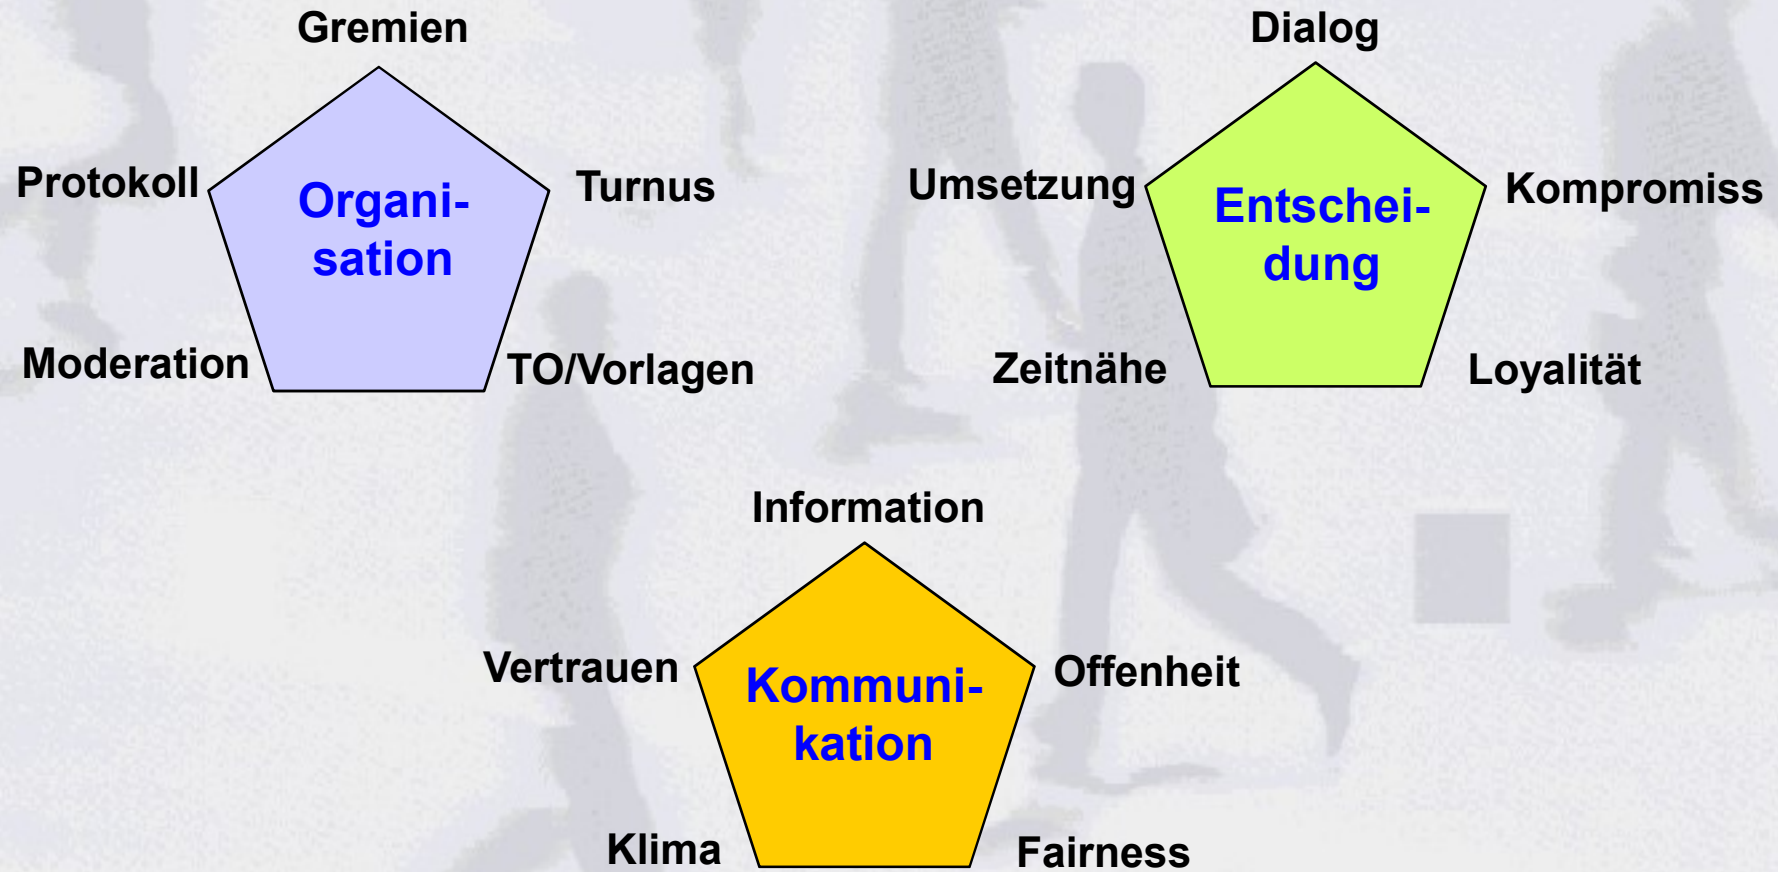 Gremien
Protokoll
Organi-
sation
Turnus
Moderation
TO/Vorlagen
Dialog
Umsetzung
Entschei-
dung
Kompromiss
Zeitnähe
Loyalität
Information
Vertrauen
Kommuni-
kation
Offenheit
Klima
Fairness